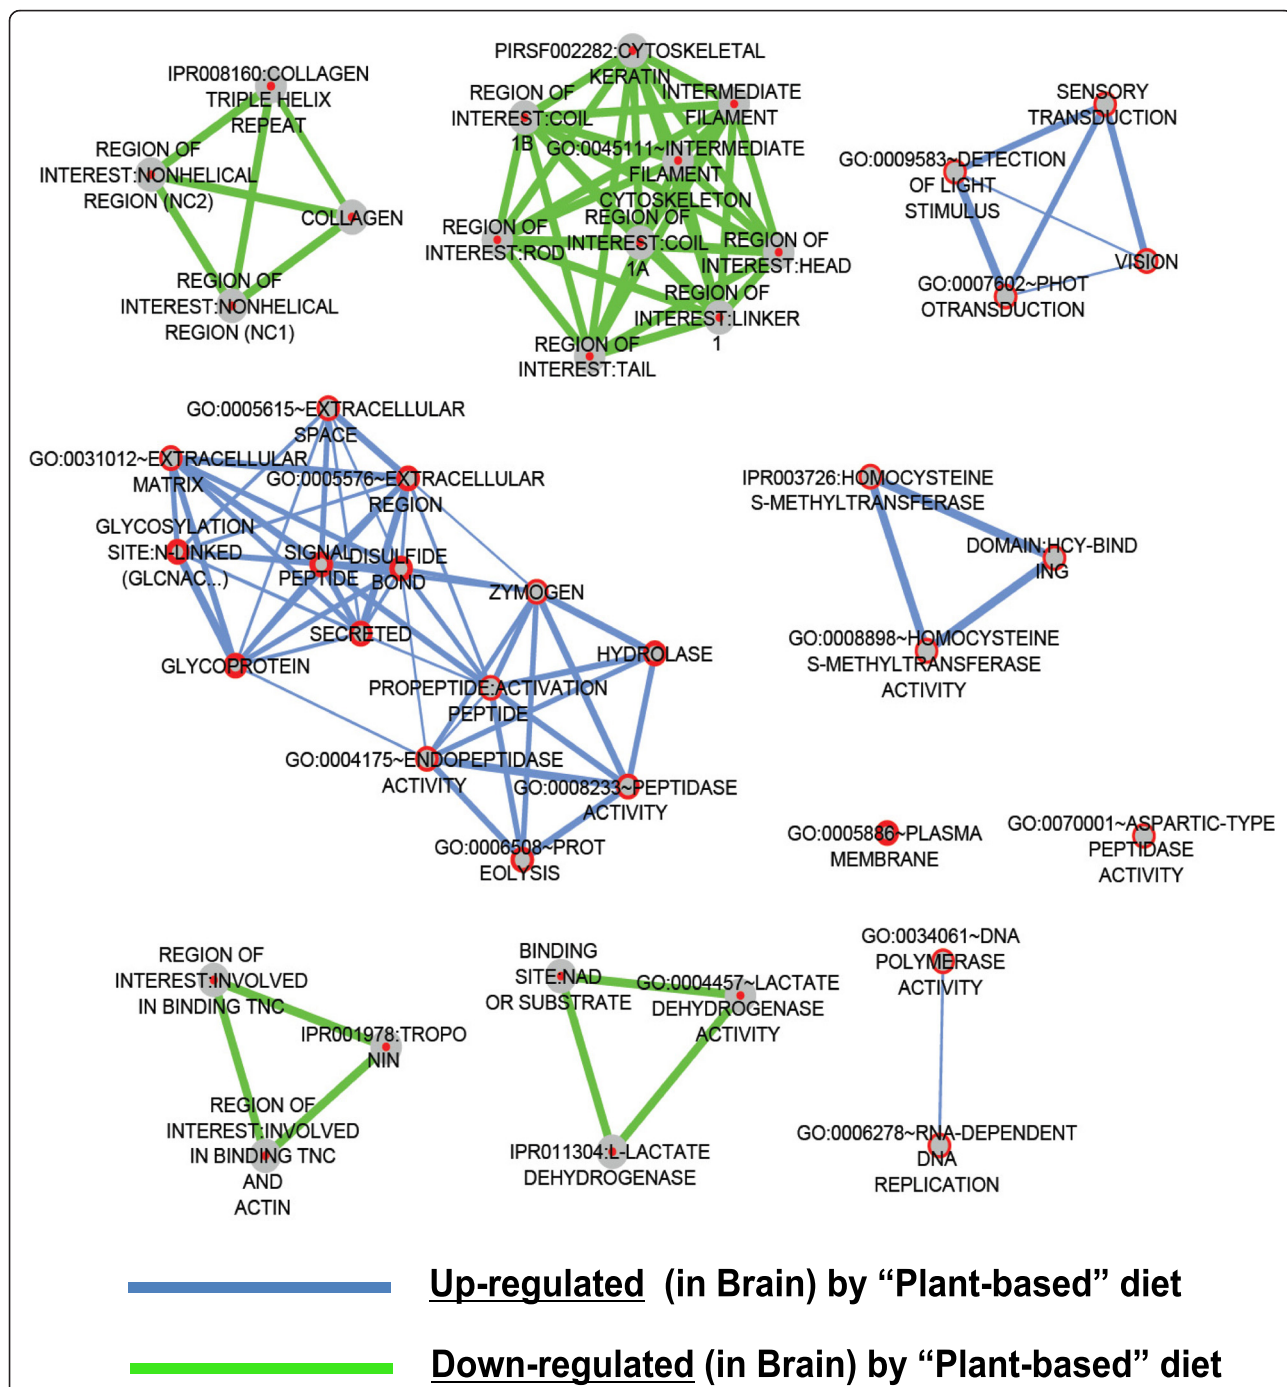 IPR008160:COLLAGEN
TRIPLE HELIX
REPEAT
REGION OF
INTEREST:NONHELICAL
REGION (NC2)
COLLAGEN
REGION OF
INTEREST:NONHELICAL
REGION (NC1)
PIRSF002282:CYTOSKELETAL
KERATIN
REGION OF
INTEREST:COIL
1B
INTERMEDIATE
FILAMENT
GO:0045111~INTERMEDIATE
FILAMENT
CYTOSKELETON
REGION OF
INTEREST:ROD
REGION OF
INTEREST:COIL
1A
REGION OF
INTEREST:HEAD
REGION OF
INTEREST:LINKER
1
REGION OF
INTEREST:TAIL
SENSORY
TRANSDUCTION
GO:0009583~DETECTION
OF LIGHT
STIMULUS
VISION
GO:0007602~PHOT
OTRANSDUCTION
GO:0005615~EXTRACELLULAR
SPACE
GO:0031012~EXTRACELLULAR
MATRIX
GO:0005576~EXTRACELLULAR
REGION
GLYCOSYLATION
SITE:N-LINKED
(GLCNAC...)
SIGNAL
PEPTIDE
DISULFIDE
BOND
ZYMOGEN
SECRETED
GLYCOPROTEIN
HYDROLASE
PROPEPTIDE:ACTIVATION
PEPTIDE
GO:0004175~ENDOPEPTIDASE
ACTIVITY
GO:0008233~PEPTIDASE
ACTIVITY
GO:0006508~PROT
EOLYSIS
IPR003726:HOMOCYSTEINE
S-METHYLTRANSFERASE
DOMAIN:HCY-BIND
ING
GO:0008898~HOMOCYSTEINE
S-METHYLTRANSFERASE
ACTIVITY
GO:0005886~PLASMA
MEMBRANE
GO:0070001~ASPARTIC-TYPE
PEPTIDASE
ACTIVITY
REGION OF
INTEREST:INVOLVED
IN BINDING TNC
IPR001978:TROPO
NIN
REGION OF
INTEREST:INVOLVED
IN BINDING TNC
AND
ACTIN
BINDING
SITE:NAD
OR SUBSTRATE
GO:0004457~LACTATE
DEHYDROGENASE
ACTIVITY
IPR011304:L-LACTATE
DEHYDROGENASE
GO:0034061~DNA
POLYMERASE
ACTIVITY
GO:0006278~RNA-DEPENDENT
DNA
REPLICATION
Up-regulated (in Brain) by “Plant-based” diet
Down-regulated (in Brain) by “Plant-based” diet